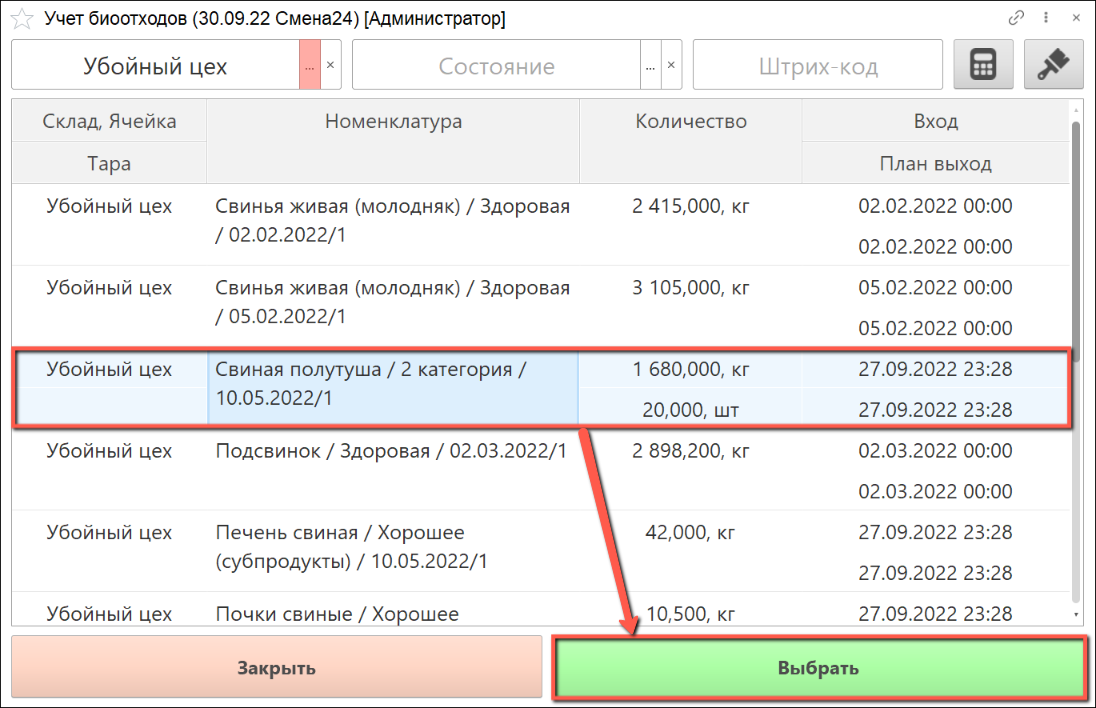 Учет биоотходов (30.09.22 Смена24) [Администратор]
Убойный цех ... × Состояние ... × Штрих-код
Склад, Ячейка Номенклатура Количество Вход
Тара План выход
Убойный цех Свинья живая (молодняк) / Здоровая 2 415,000, кг 02.02.2022 00:00
/ 02.02.2022/1 02.02.2022 00:00
Убойный цех Свинья живая (молодняк) / Здоровая 3 105,000, кг 05.02.2022 00:00
/ 05.02.2022/1 05.02.2022 00:00
Убойный цех Свиная полутуша / 2 категория / 1 680,000, кг 27.09.2022 23:28
10.05.2022/1 20,000, шт 27.09.2022 23:28
Убойный цех Подсвинок / Здоровая / 02.03.2022/1 2 898,200, кг 02.03.2022 00:00
02.03.2022 00:00
Убойный цех Печень свиная / Хорошее 42,000, кг 27.09.2022 23:28
(субпродукты) / 10.05.2022/1 27.09.2022 23:28
Убойный цех Почки свиные / Хорошее 10,500, кг 27.09.2022 23:28
Закрыть Выбрать